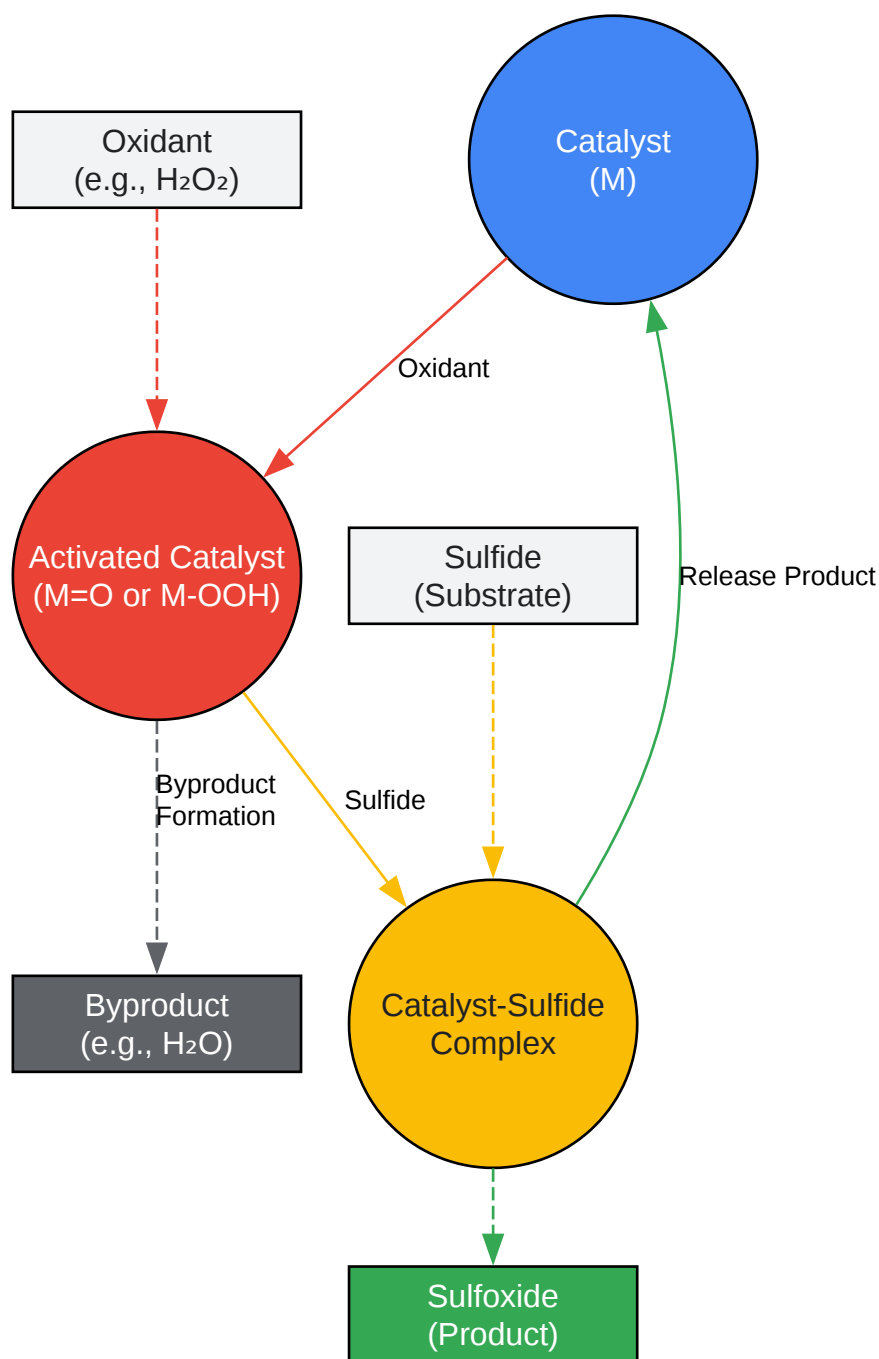 Catalyst
(M)
Oxidant
(e.g., H₂O₂)
Oxidant
Activated Catalyst
(M=O or M-OOH)
Sulfide
(Substrate)
Release Product
Byproduct
Formation
Sulfide
Byproduct
(e.g., H₂O)
Catalyst-Sulfide
Complex
Sulfoxide
(Product)